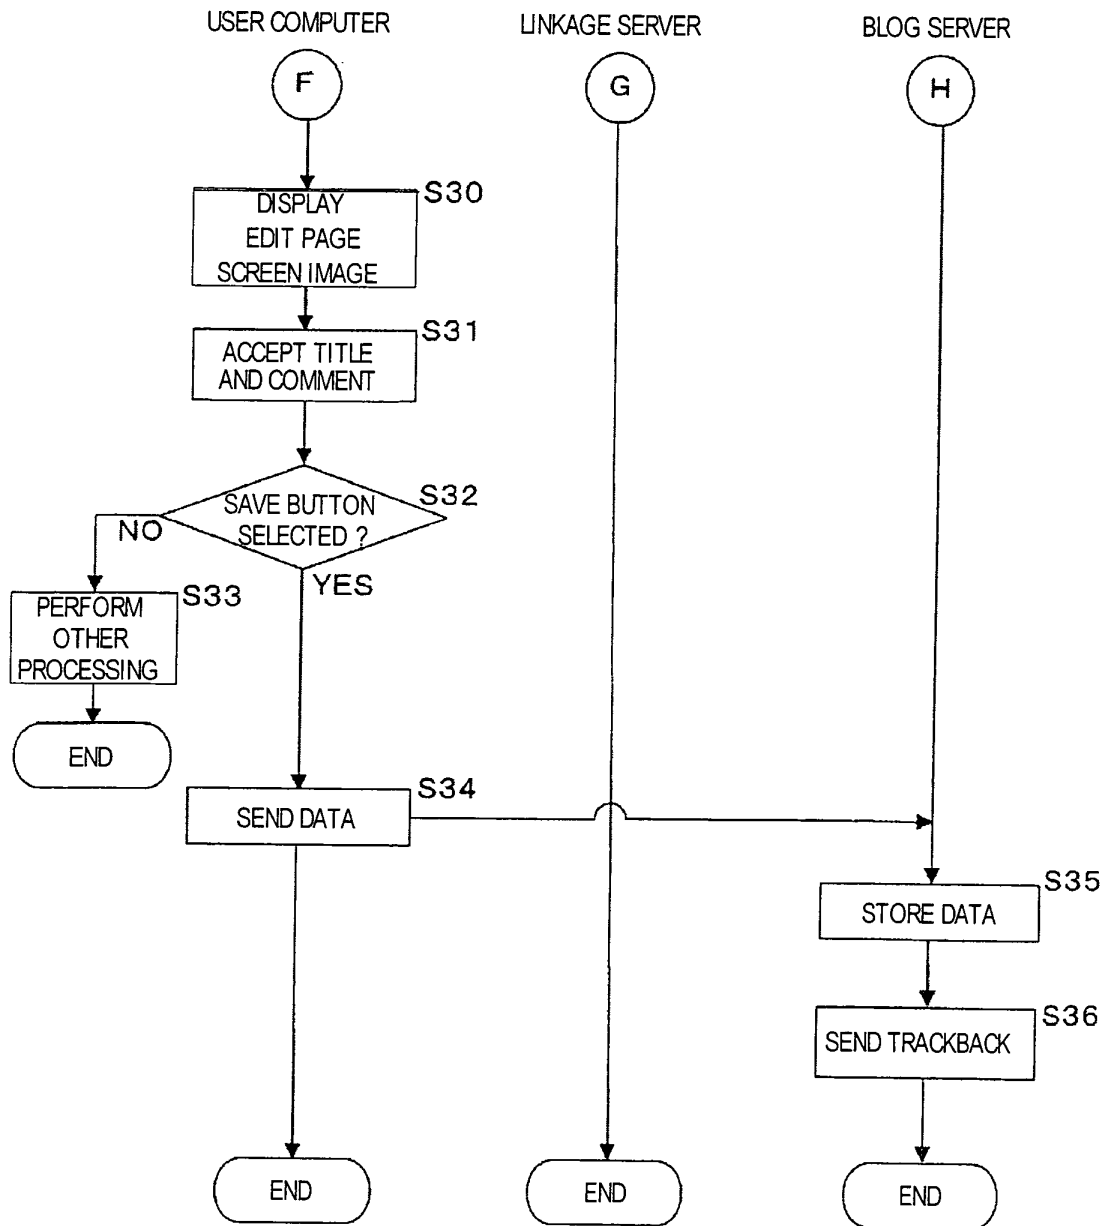 USER COMPUTER
LINKAGE SERVER
BLOG SERVER
F
G
H
S30
DISPLAY
EDIT PAGE
SCREEN IMAGE
S31
ACCEPT TITLE
AND COMMENT
S32
SAVE BUTTON
SELECTED ?
NO
YES
S33
PERFORM
OTHER
PROCESSING
END
S34
SEND DATA
S35
STORE DATA
S36
SEND TRACKBACK
END
END
END